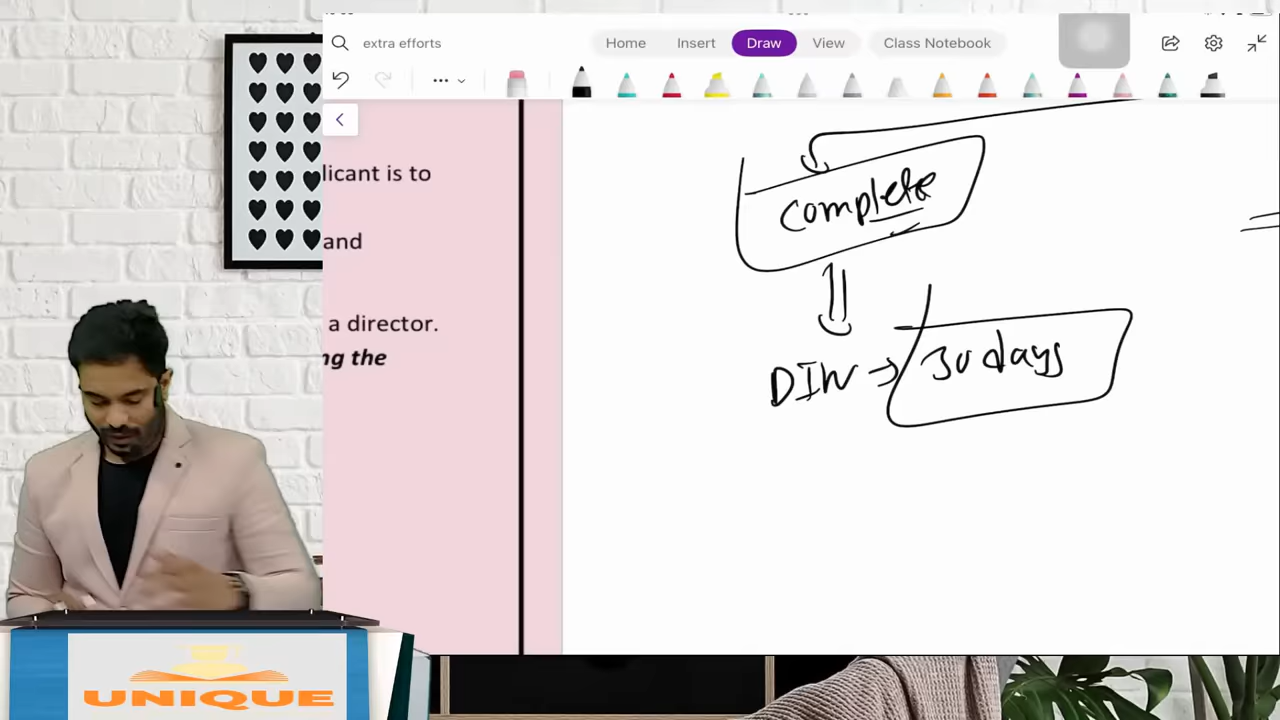 extra efforts
Home Insert Draw View Class Notebook
licant is to
and
a director.
ng the
complete
DIN → 30 days
UNIQUE